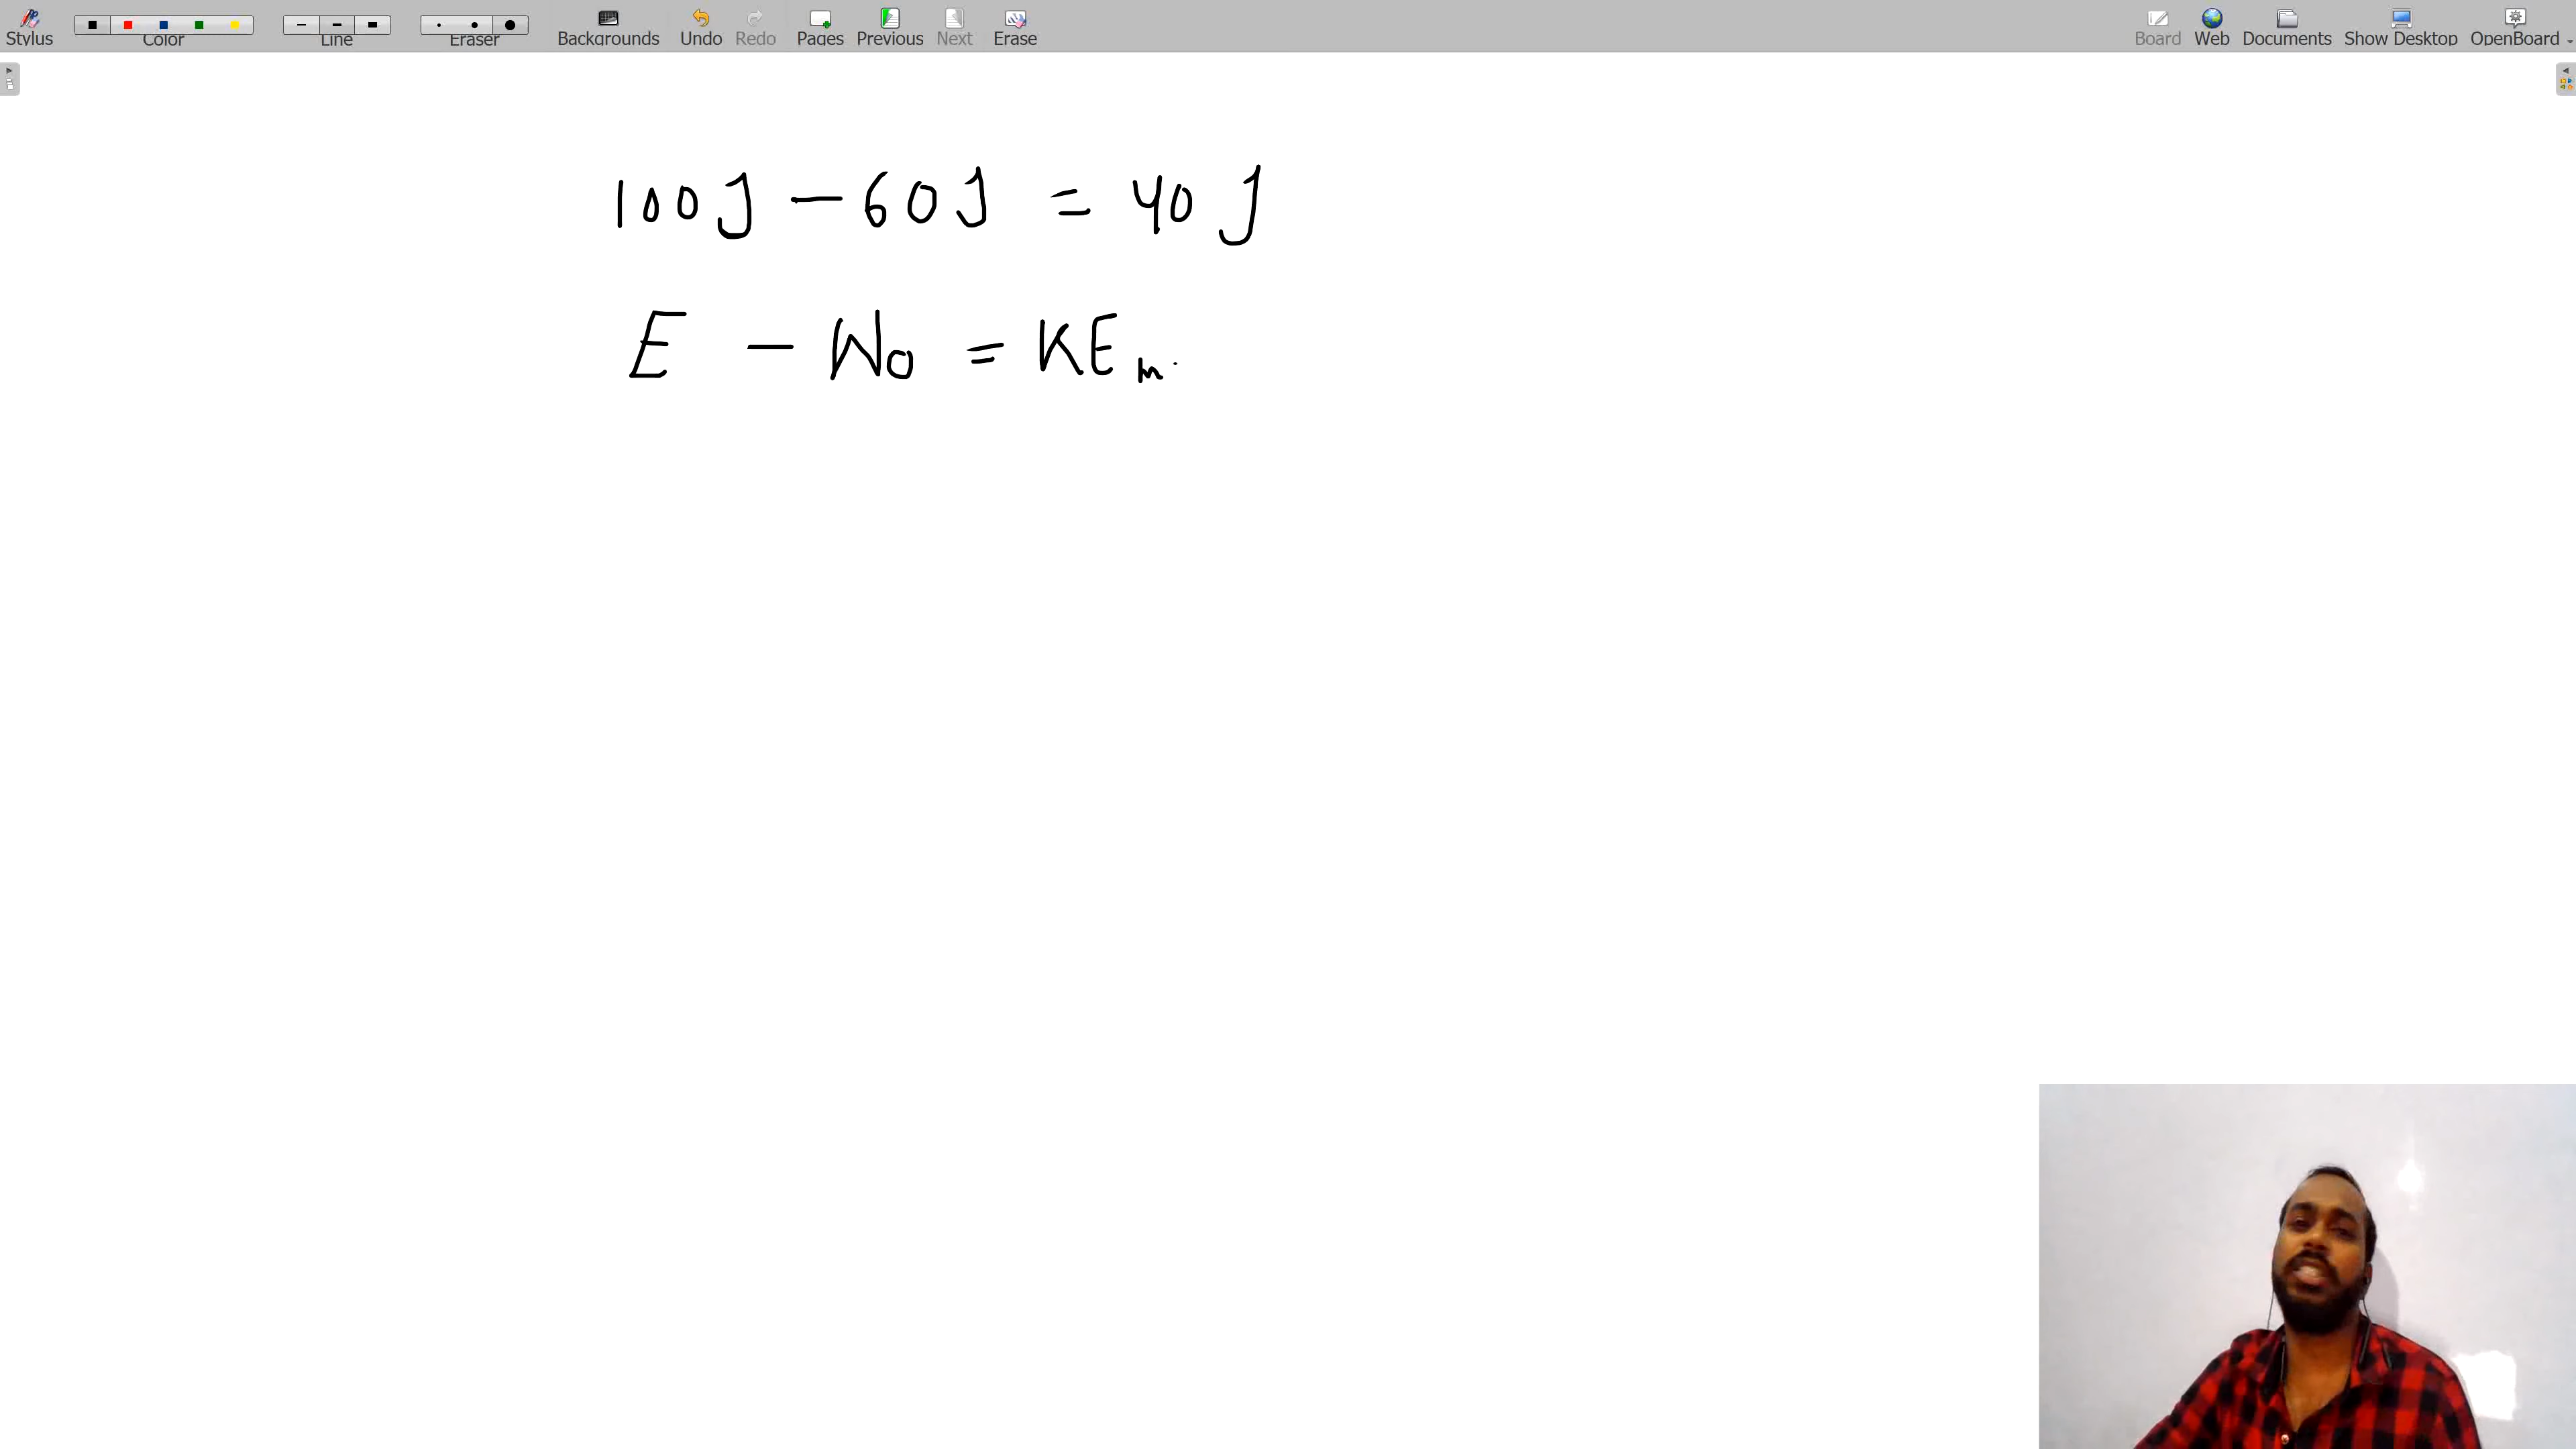 Stylus Color Line Eraser Backgrounds Undo Redo Pages Previous Next Erase Board Web Documents Show Desktop OpenBoard
100J - 60J = 40 J
E - W₀ = KEₘ.